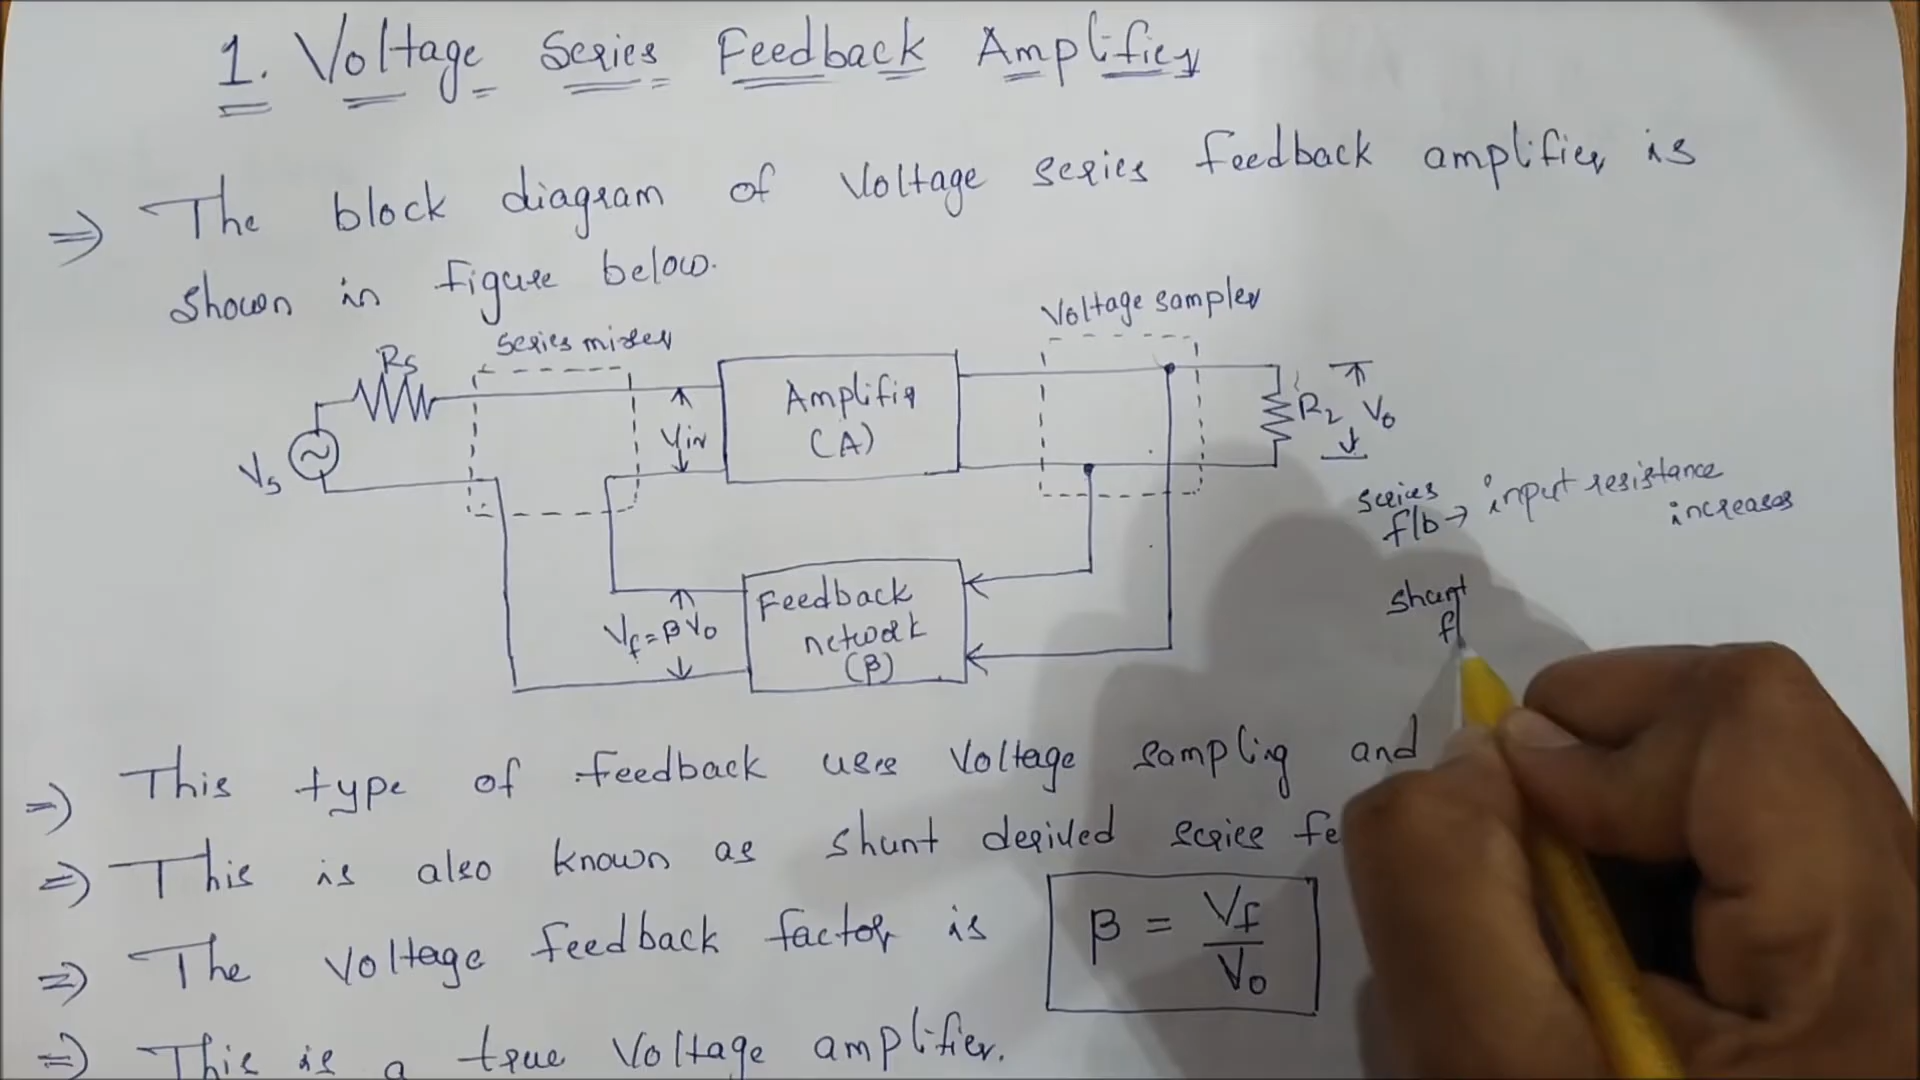 1. Voltage Series Feedback Amplifier
⇒ The block diagram of Voltage series feedback amplifier is
shown in figure below.
Voltage sampler
Series mixer
Rs
Amplifier
(A)
Vin
RL
Vo
Vs
series
f/b → input resistance
increases
Feedback
network
(β)
Vf = βVo
shunt
f/
⇒ This type of feedback uses Voltage sampling and
⇒ This is also known as shunt derived series fe
⇒ The voltage feedback factor is β = Vf/Vo
⇒ This is a true Voltage amplifier.